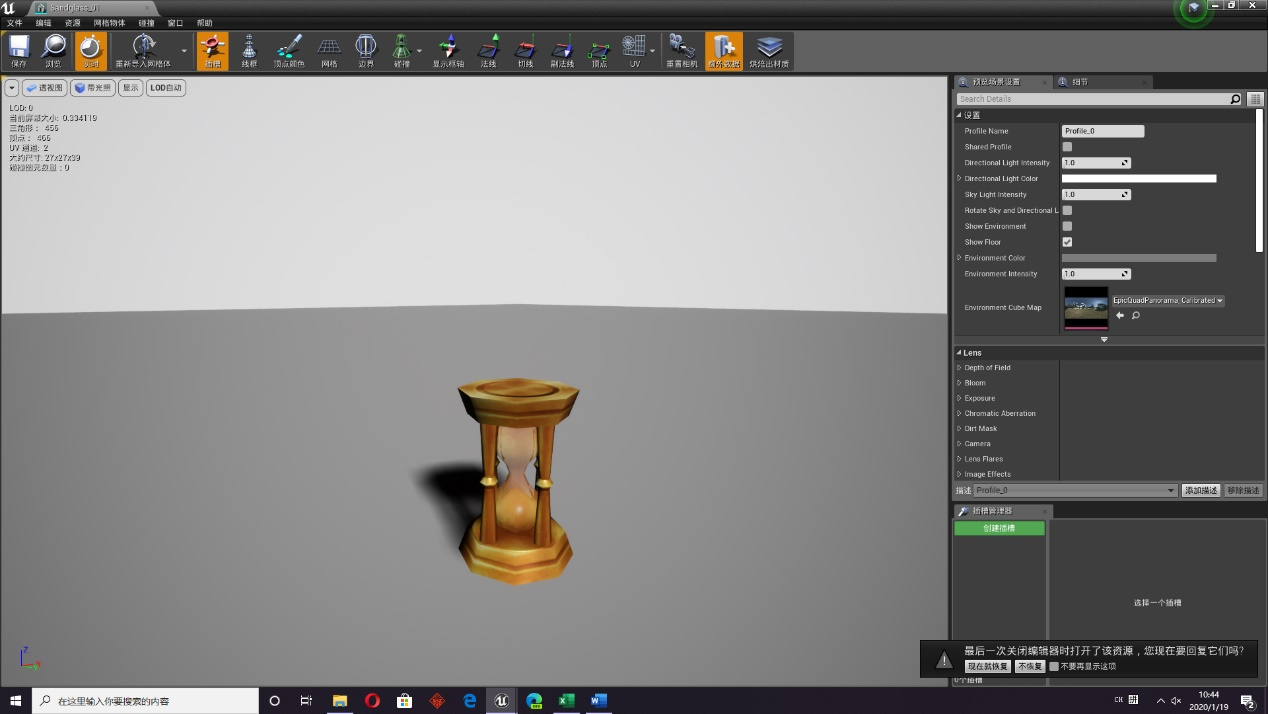 Sandglass_01
文件 编辑 资源 网格物体 碰撞 窗口 帮助
保存 浏览 实时 重新导入网格体 插槽 线框 顶点颜色 网格 边界 碰撞 显示枢轴 法线 切线 副法线 顶点 UV 重置相机 额外数据 烘焙出材质
透视图 带光照 显示 LOD自动
LOD: 0
当前屏幕大小: 0.334119
三角形: 456
顶点: 466
UV 通道: 2
大约尺寸: 27x27x39
碰撞图元数量: 0
预览场景设置 细节
Search Details
设置
Profile Name Profile_0
Shared Profile
Directional Light Intensity 1.0
Directional Light Color
Sky Light Intensity 1.0
Rotate Sky and Directional L
Show Environment
Show Floor
Environment Color
Environment Intensity 1.0
Environment Cube Map EpicQuadPanorama_Calibrated
Lens
Depth of Field
Bloom
Exposure
Chromatic Aberration
Dirt Mask
Camera
Lens Flares
Image Effects
描述 Profile_0 添加描述 移除描述
插槽管理器
创建插槽
选择一个插槽
最后一次关闭编辑器时打开了该资源，您现在要回复它们吗?
现在就恢复 不恢复 不要再显示这项
0个插槽
在这里输入你要搜索的内容
CH
10:44
2020/1/19
2